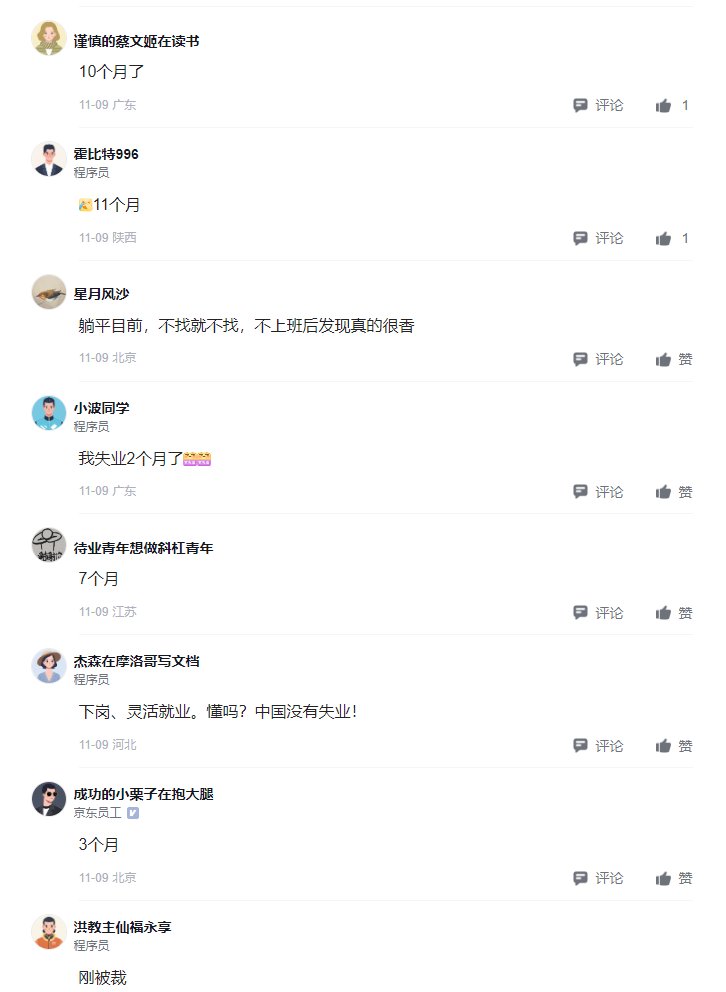 谨慎的蔡文姬在读书
10个月了
11-09 广东
评论
1
霍比特996
程序员
11个月
11-09 陕西
评论
1
星月风沙
躺平目前，不找就不找，不上班后发现真的很香
11-09 北京
评论
赞
小波同学
程序员
我失业2个月了
11-09 广东
评论
赞
待业青年想做斜杠青年
7个月
11-09 江苏
评论
赞
杰森在摩洛哥写文档
程序员
下岗、灵活就业。懂吗？中国没有失业！
11-09 河北
评论
赞
成功的小栗子在抱大腿
京东员工
3个月
11-09 北京
评论
赞
洪教主仙福永享
程序员
刚被裁